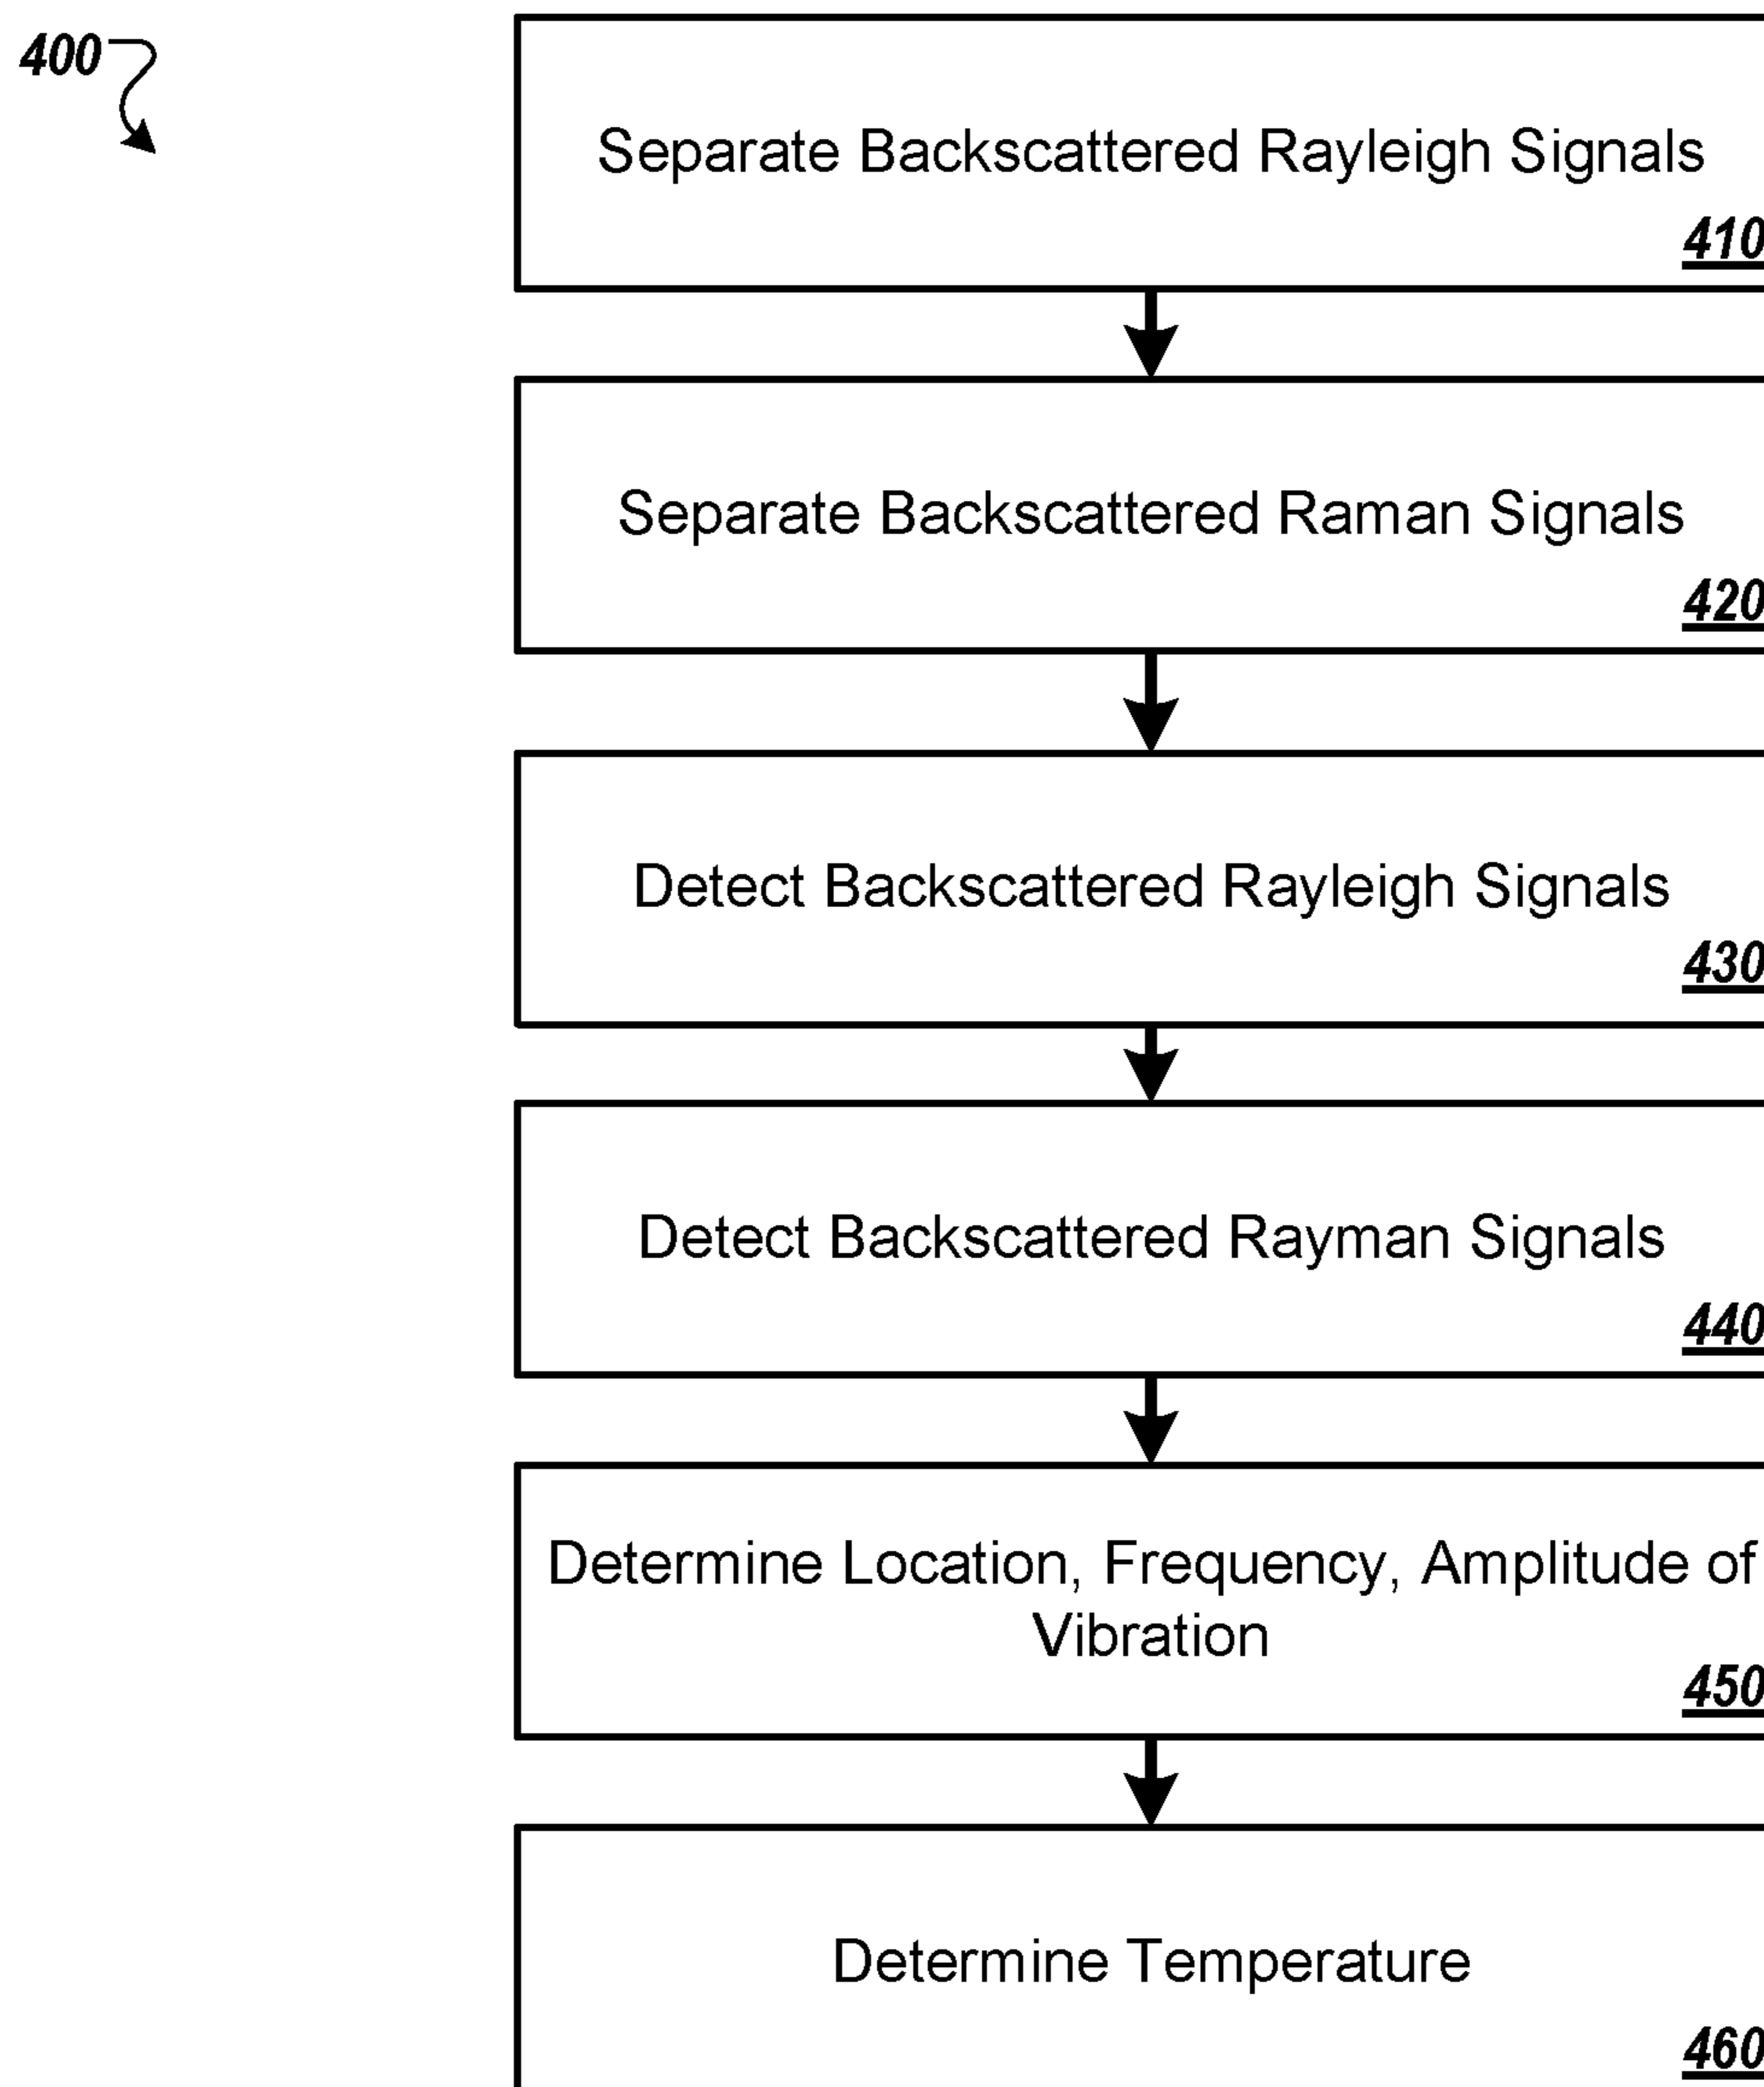 400
Separate Backscattered Rayleigh Signals
410
Separate Backscattered Raman Signals
420
Detect Backscattered Rayleigh Signals
430
Detect Backscattered Rayman Signals
440
Determine Location, Frequency, Amplitude of
Vibration
450
Determine Temperature
460